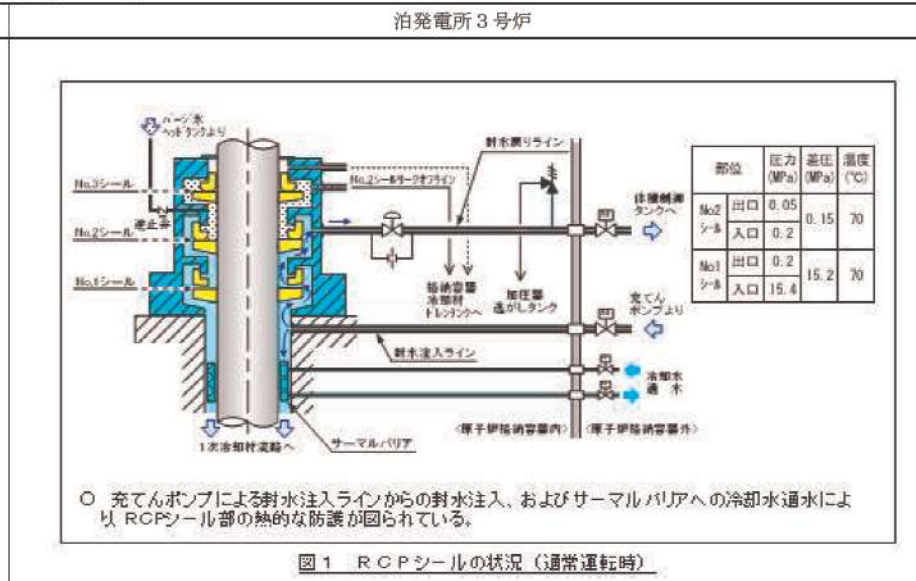 泊発電所3号炉
パージ水
ヘッドタンクより
封水戻りライン
No.2シールリークオフライン
No.3シール
逆止弁
No.2シール
No.1シール
体積制御
タンクへ
格納容器
冷却材
ドレンタンクへ
加圧器
逃がしタンク
充てん
ポンプより
封水注入ライン
冷却水
通水
1次冷却材流路へ
サーマルバリア
<原子炉格納容器内>
<原子炉格納容器外>
部位 圧力(MPa) 差圧(MPa) 温度(℃)
No2シール 出口 0.05 0.15 70
入口 0.2
No1シール 出口 0.2 15.2 70
入口 15.4
○ 充てんポンプによる封水注入ラインからの封水注入、およびサーマルバリアへの冷却水通水によ
り RCPシール部の熱的な防護が図られている。
図1 RCPシールの状況（通常運転時）